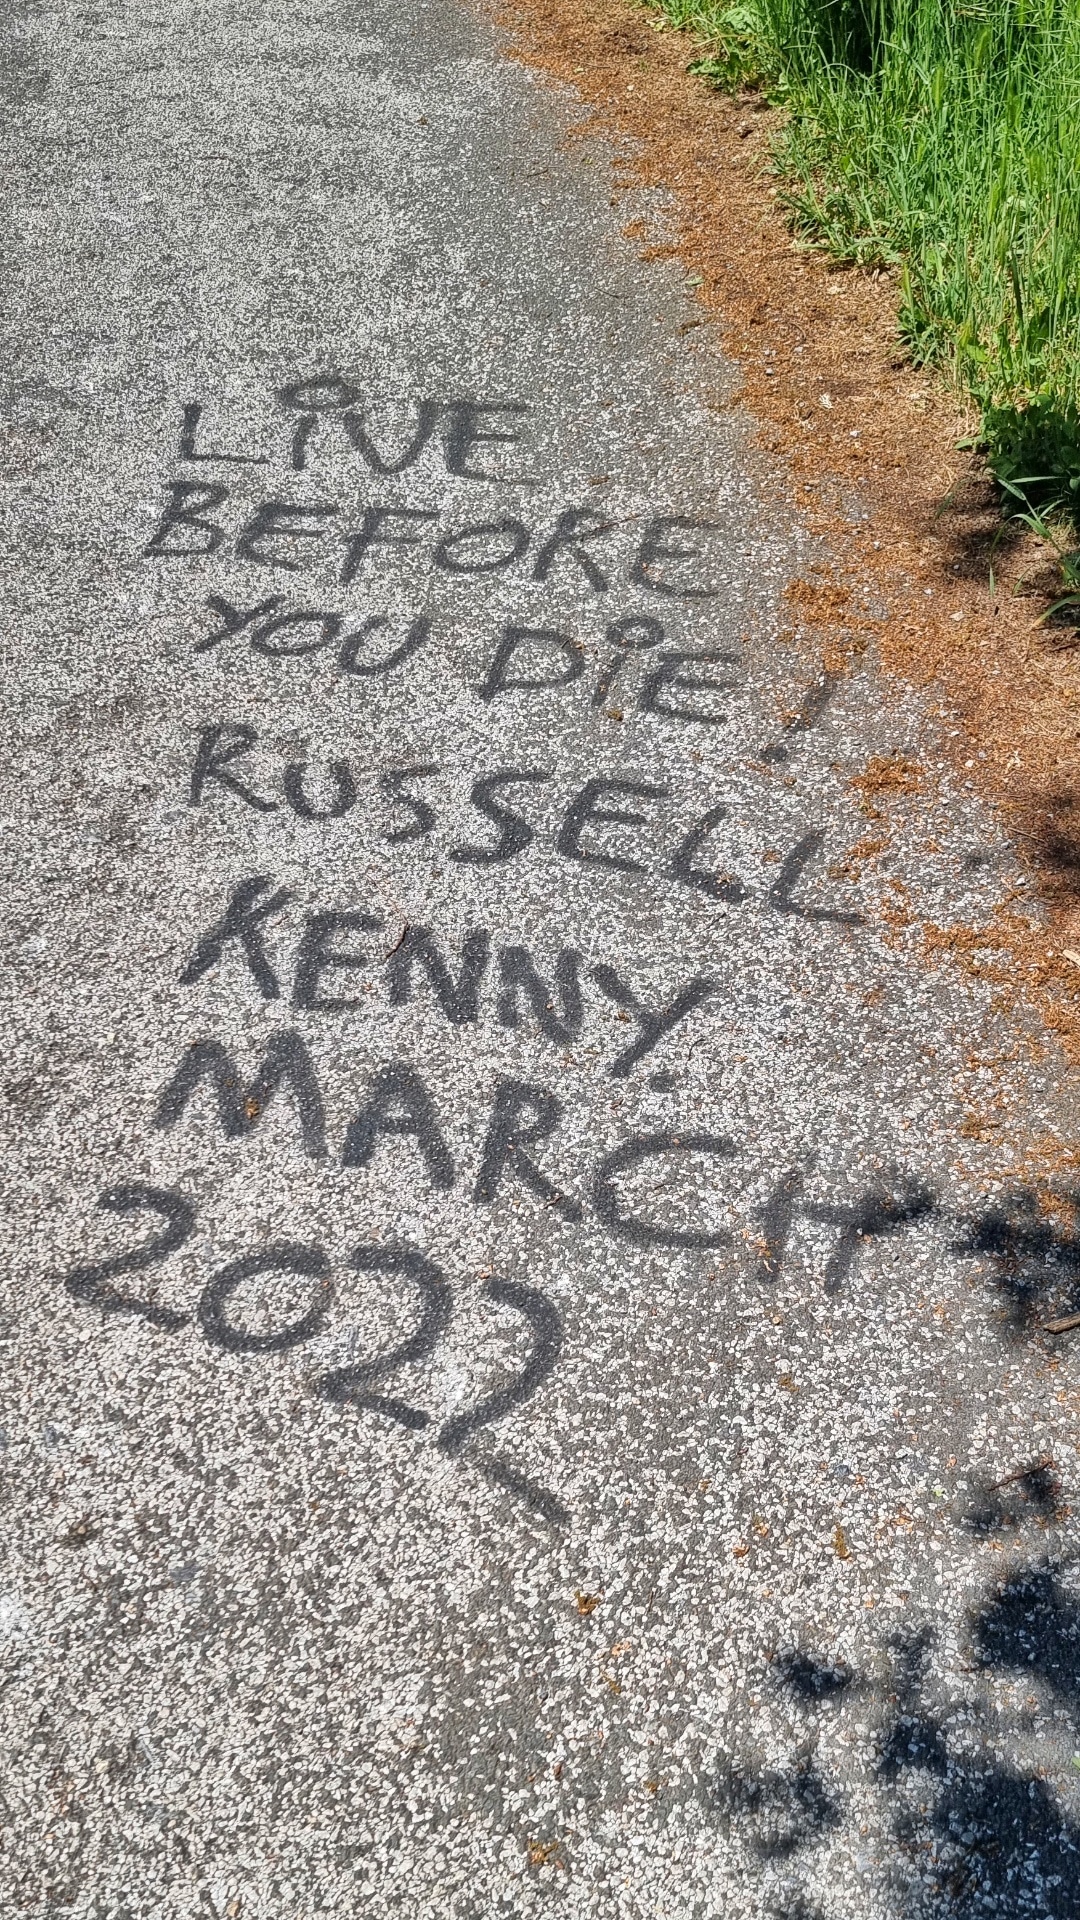 LiVE
BEFORE
YOU DiE!
RUSSELL
KENNY.
MARCH
2022